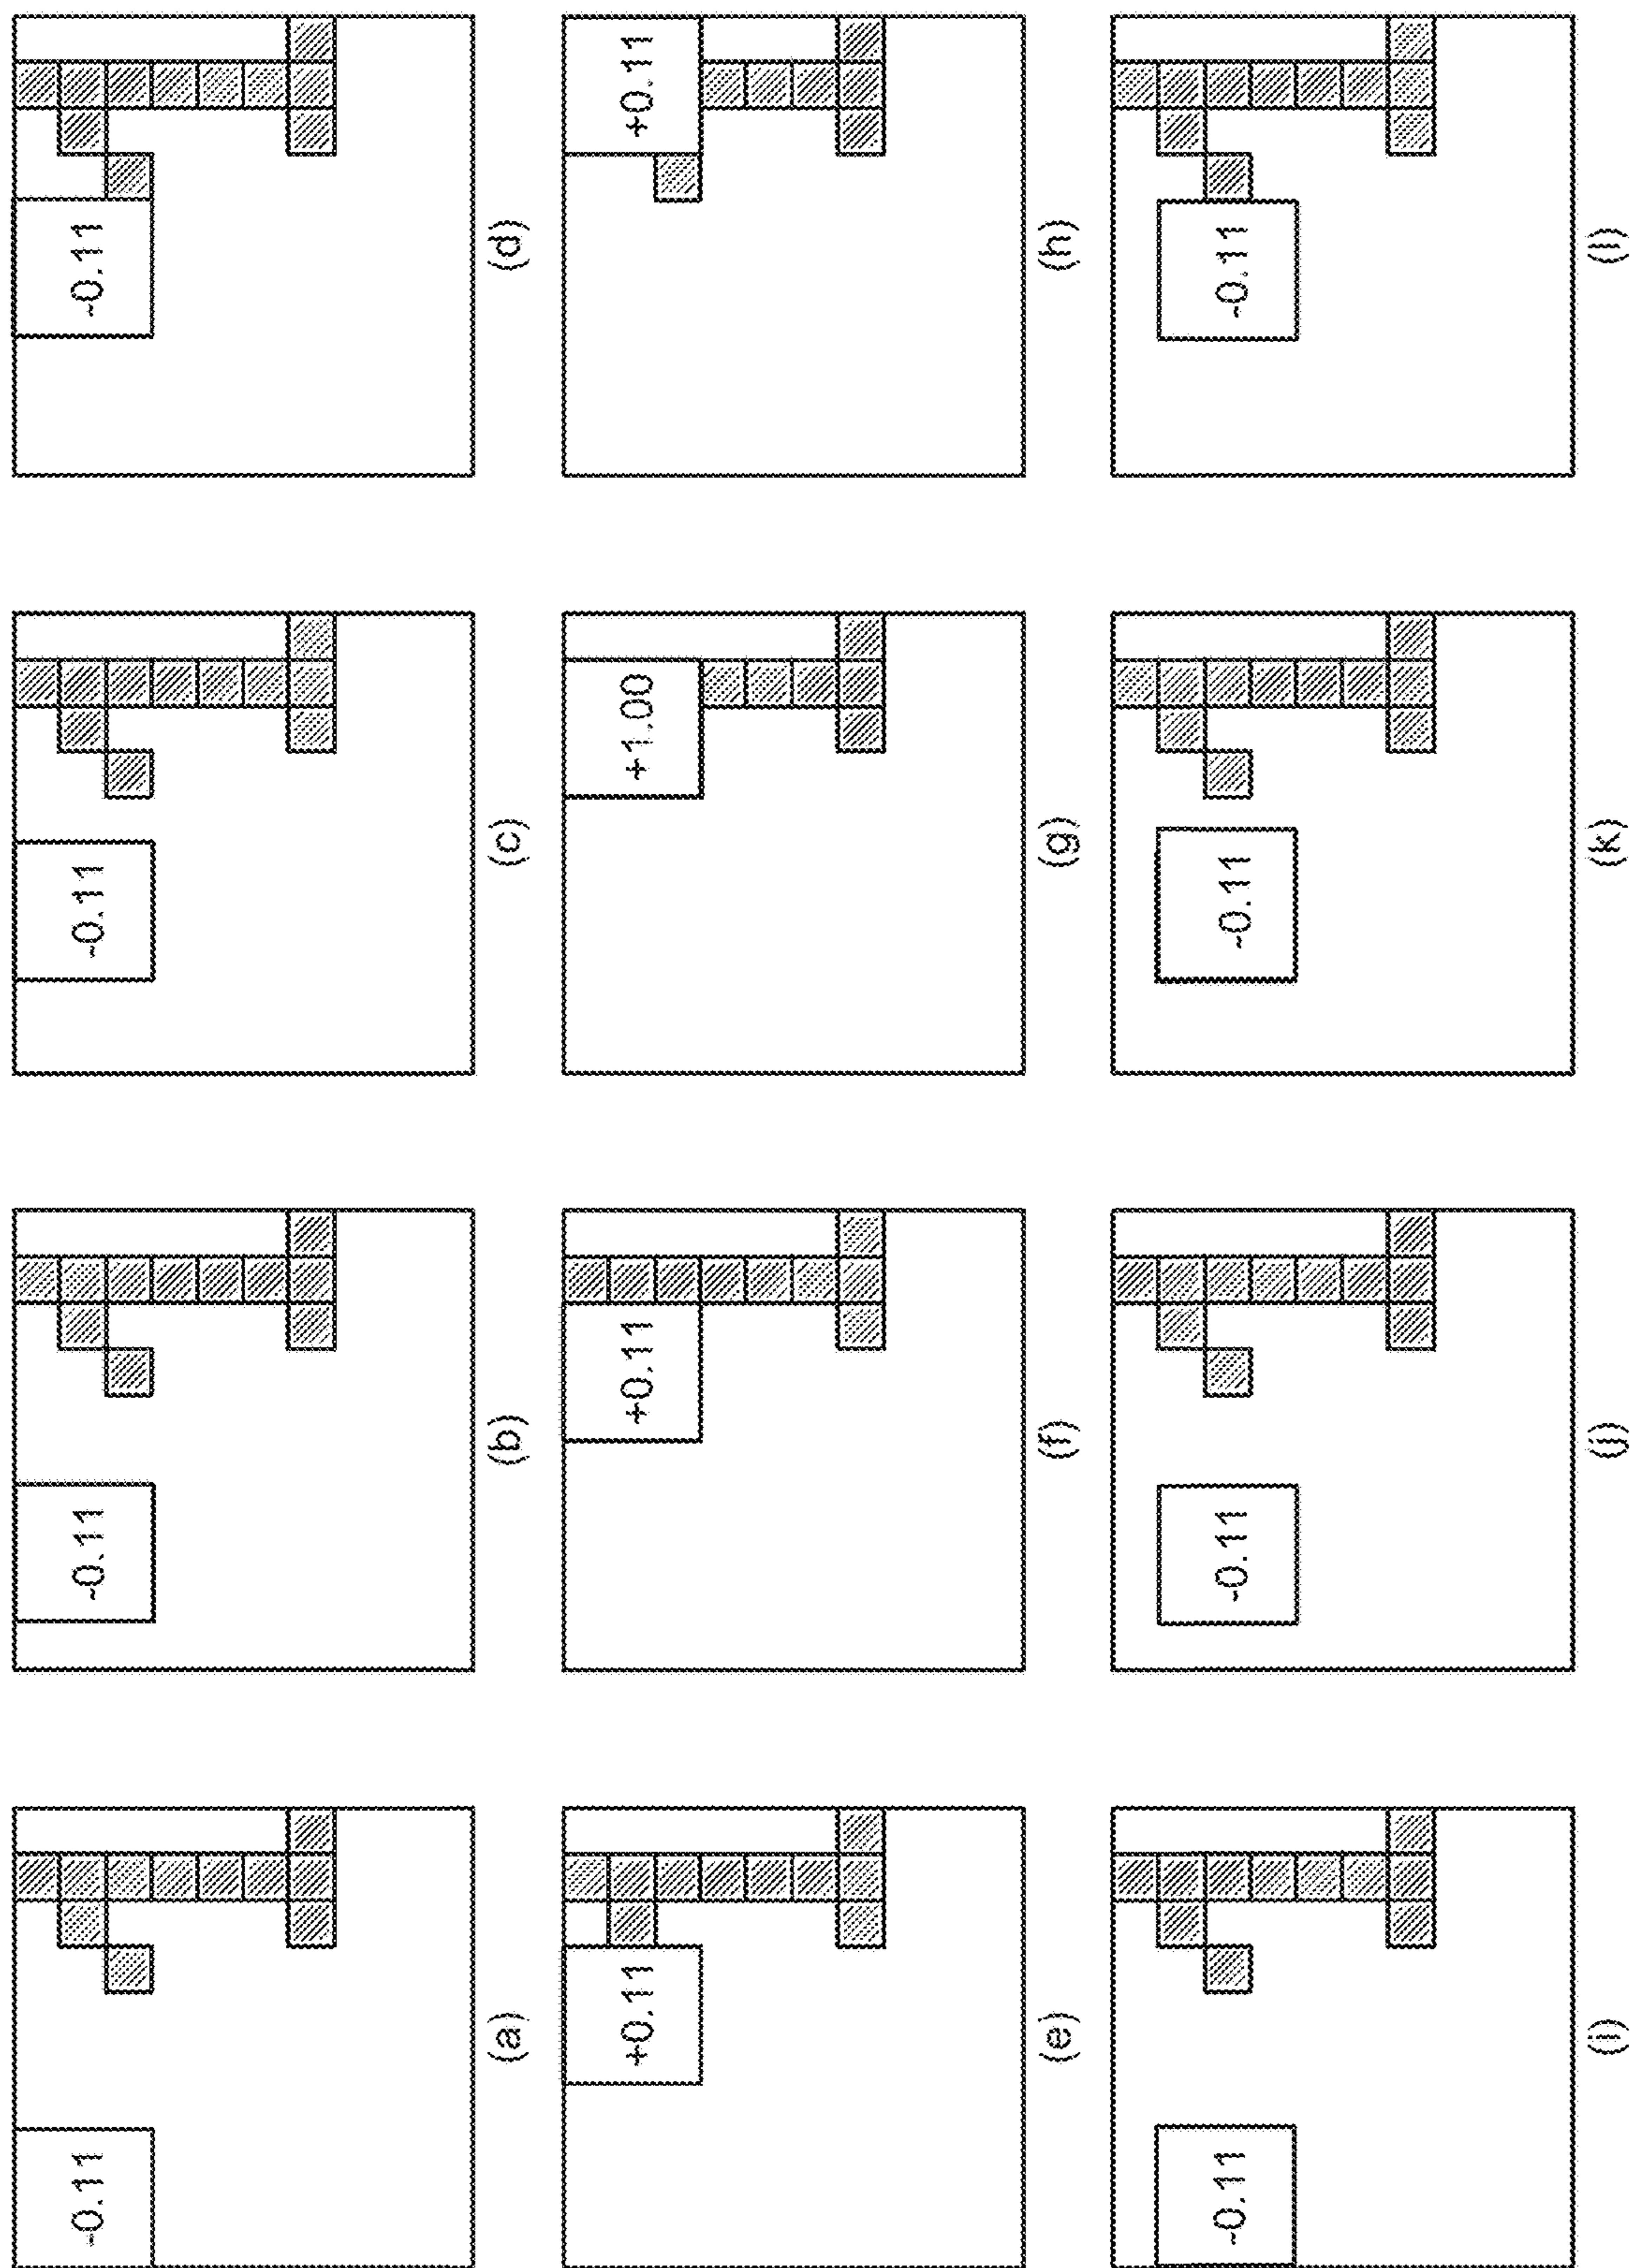 -0.11 -0.11 -0.11 -0.11
(a) (b) (c) (d)
+0.11 +0.11 +1.00 +0.11
(e) (f) (g) (h)
-0.11 -0.11 -0.11 -0.11
(i) (j) (k) (l)